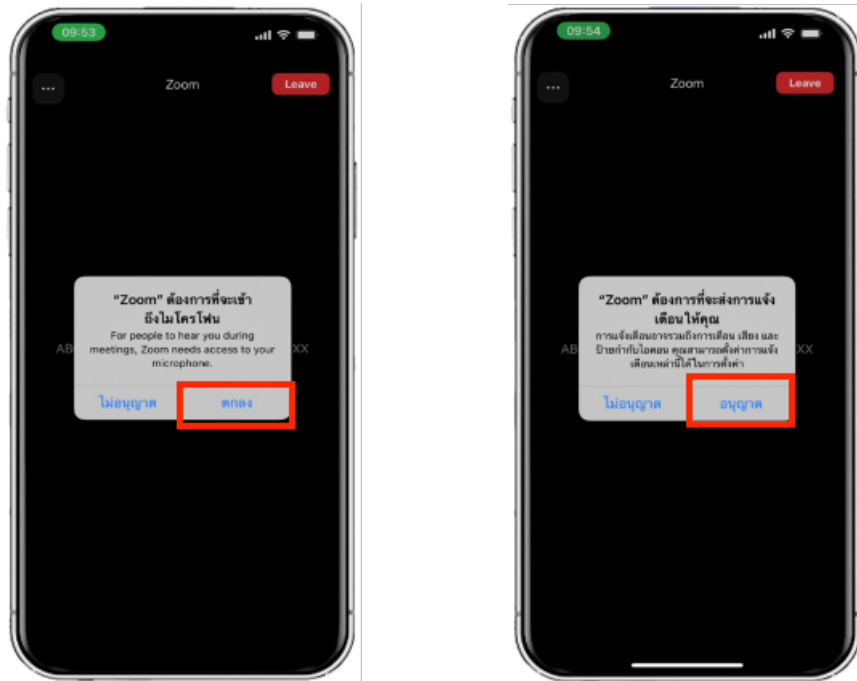 09:53
... Zoom Leave
“Zoom” ต้องการที่จะเข้า
ถึงไมโครโฟน
For people to hear you during
meetings, Zoom needs access to your
microphone.
AB XX
ไม่อนุญาต ตกลง
09:54
... Zoom Leave
“Zoom” ต้องการที่จะส่งการแจ้ง
เตือนให้คุณ
การแจ้งเตือนอาจรวมถึงการเตือน เสียง และ
ป้ายกำกับไอคอน คุณสามารถตั้งค่าการแจ้ง
เตือนเหล่านี้ได้ในการตั้งค่า
AB XX
ไม่อนุญาต อนุญาต